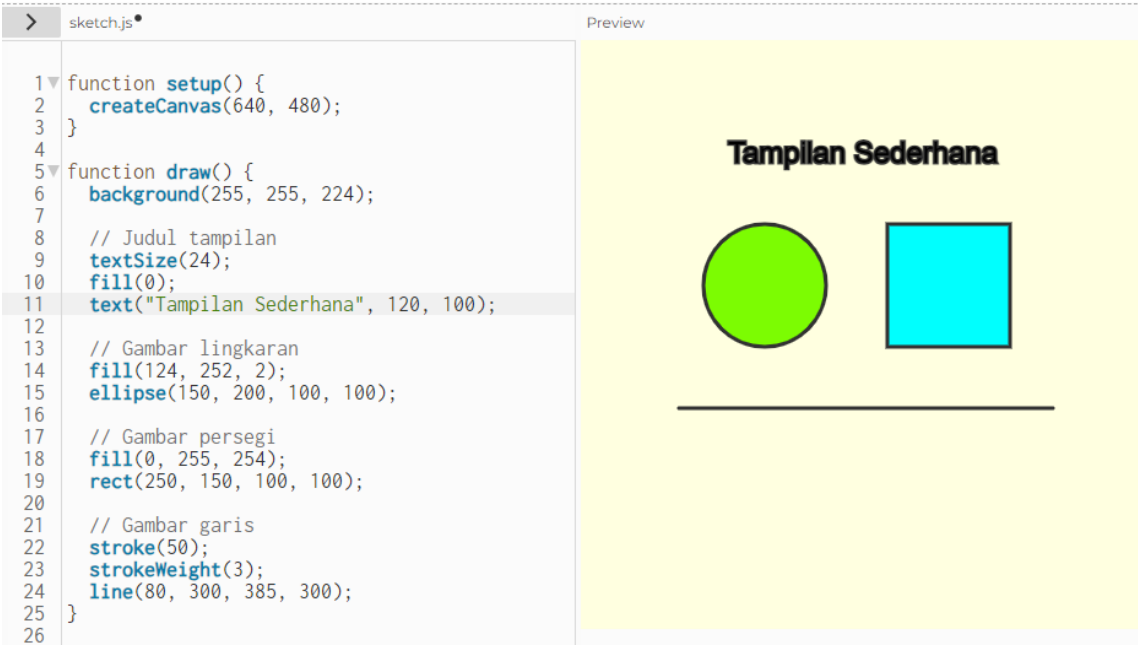 > sketch.js●
Preview
1 function setup() {
2 createCanvas(640, 480);
3 }
4
5 function draw() {
6 background(255, 255, 224);
7
8 // Judul tampilan
9 textSize(24);
10 fill(0);
11 text("Tampilan Sederhana", 120, 100);
12
13 // Gambar lingkaran
14 fill(124, 252, 2);
15 ellipse(150, 200, 100, 100);
16
17 // Gambar persegi
18 fill(0, 255, 254);
19 rect(250, 150, 100, 100);
20
21 // Gambar garis
22 stroke(50);
23 strokeWeight(3);
24 line(80, 300, 385, 300);
25 }
26
Tampilan Sederhana